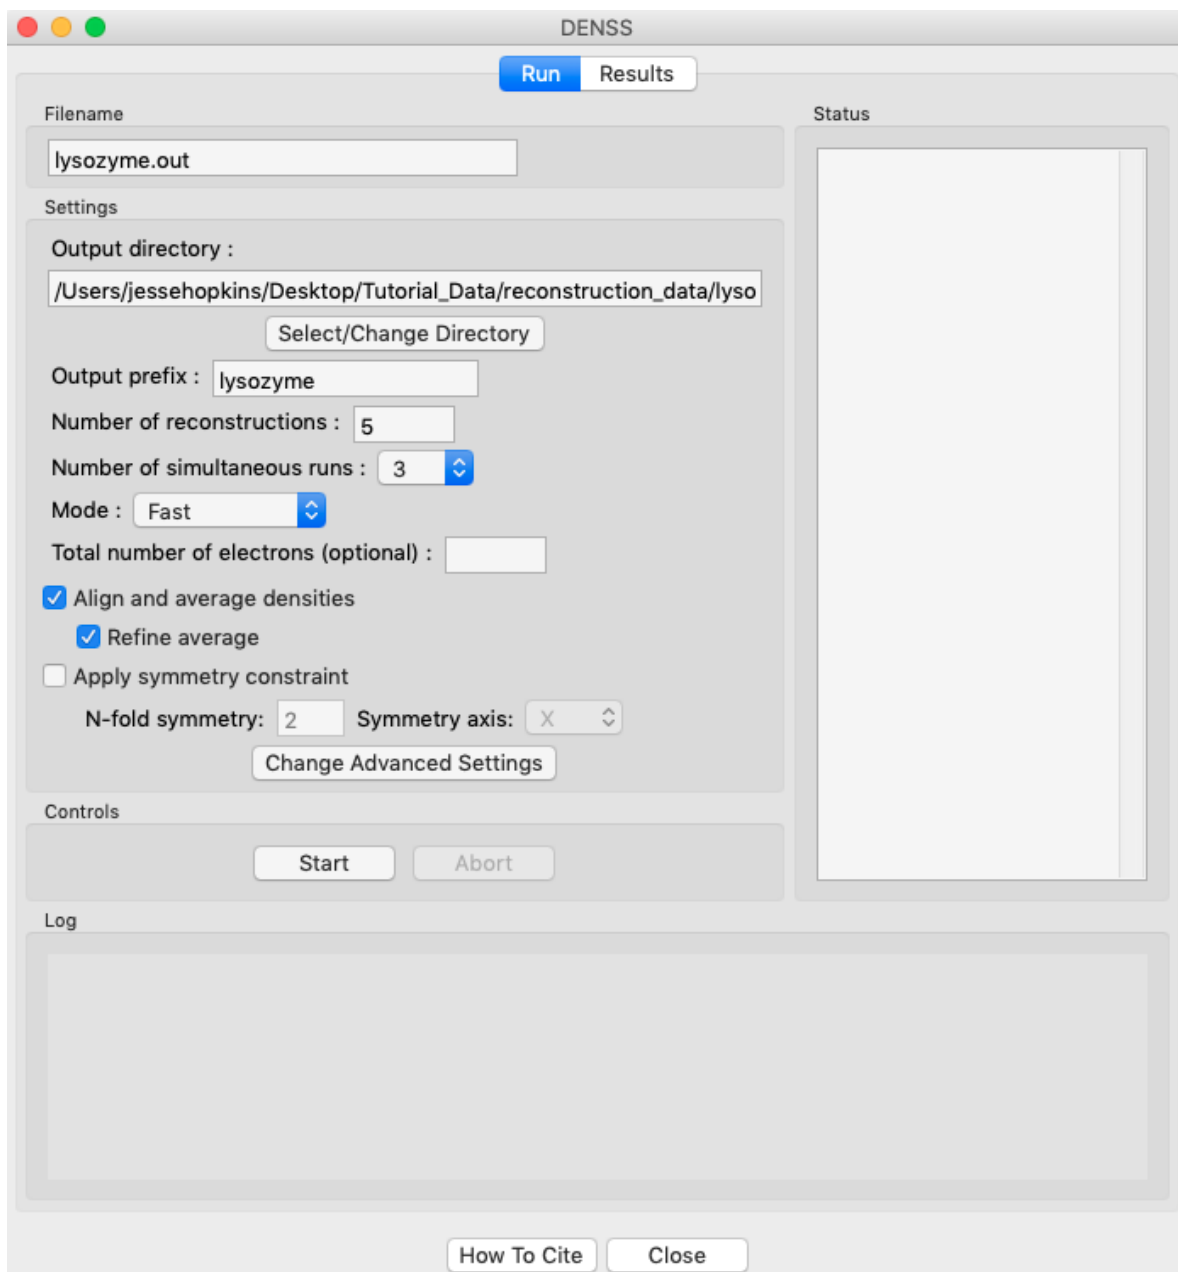 DENSS
Run Results
Filename
lysozyme.out
Settings
Output directory :
/Users/jessehopkins/Desktop/Tutorial_Data/reconstruction_data/lyso
Select/Change Directory
Output prefix : lysozyme
Number of reconstructions : 5
Number of simultaneous runs : 3
Mode : Fast
Total number of electrons (optional) :
Align and average densities
Refine average
Apply symmetry constraint
N-fold symmetry: 2 Symmetry axis: X
Change Advanced Settings
Controls
Start Abort
Status
Log
How To Cite Close